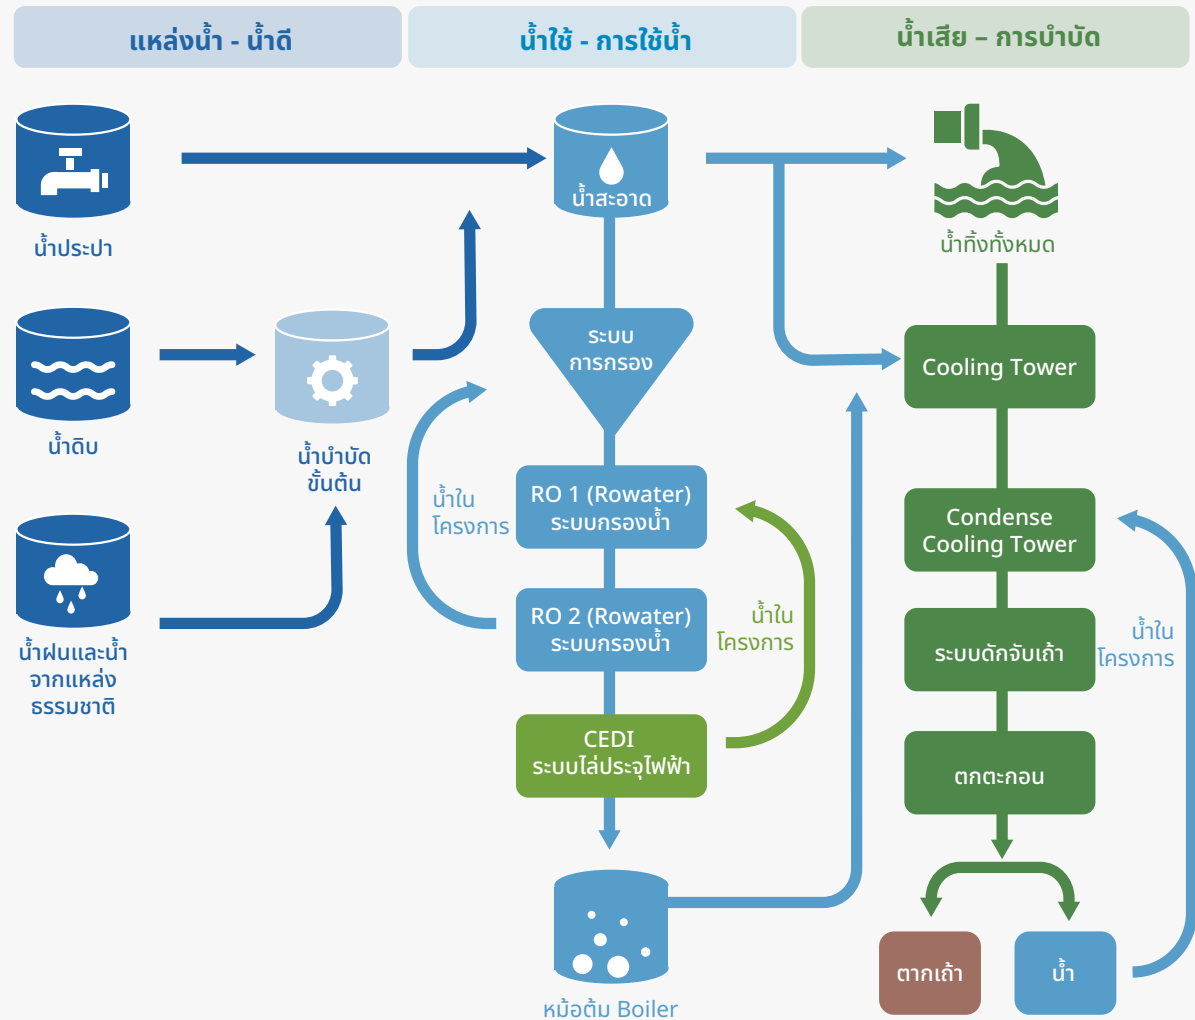 แหล่งน้ำ - น้ำดี
น้ำใช้ - การใช้น้ำ
น้ำเสีย – การบำบัด
น้ำประปา
น้ำดิบ
น้ำฝนและน้ำ
จากแหล่ง
ธรรมชาติ
น้ำบำบัด
ขั้นต้น
น้ำสะอาด
ระบบ
การกรอง
น้ำใน
โครงการ
RO 1 (Rowater)
ระบบกรองน้ำ
RO 2 (Rowater)
ระบบกรองน้ำ
น้ำใน
โครงการ
CEDI
ระบบไล่ประจุไฟฟ้า
หม้อต้ม Boiler
น้ำทิ้งทั้งหมด
Cooling Tower
Condense
Cooling Tower
ระบบดักจับเถ้า
น้ำใน
โครงการ
ตกตะกอน
ตากเถ้า
น้ำ